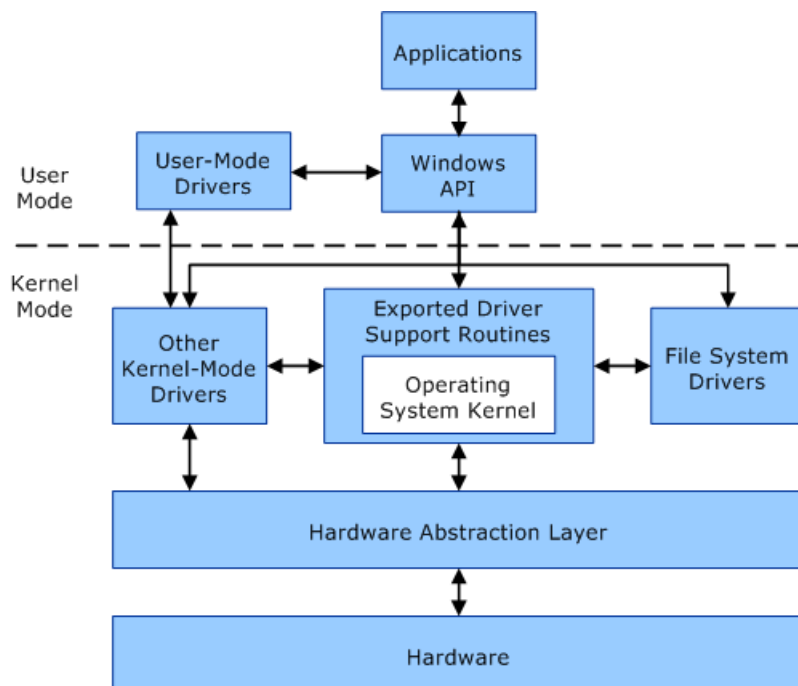 Applications
User-Mode
Drivers
Windows
API
User
Mode
Kernel
Mode
Exported Driver
Support Routines
Other
Kernel-Mode
Drivers
Operating
System Kernel
File System
Drivers
Hardware Abstraction Layer
Hardware